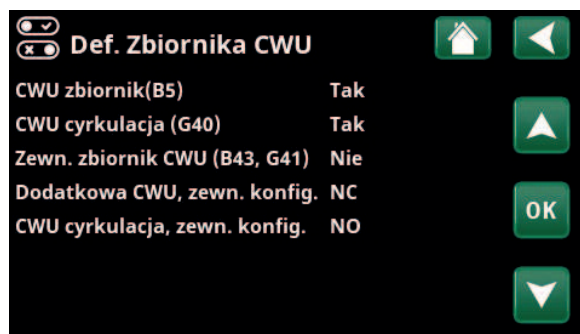 Def. Zbiornika CWU
CWU zbiornik(B5) Tak
CWU cyrkulacja (G40) Tak
Zewn. zbiornik CWU (B43, G41) Nie
Dodatkowa CWU, zewn. konfig. NC
CWU cyrkulacja, zewn. konfig. NO
OK